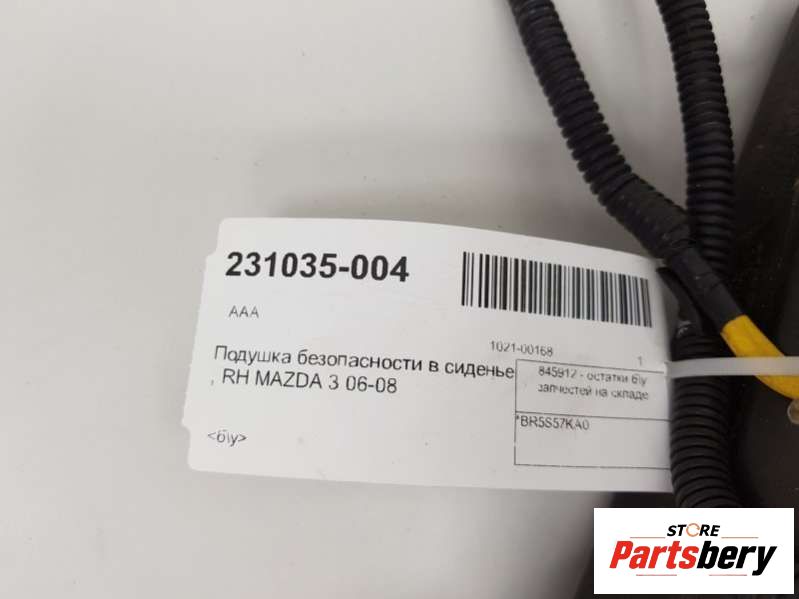 231035-004
AAA
1021-00168 1
Подушка безопасности в сиденье
, RH MAZDA 3 06-08
845912 - остатки б\у
запчестей на складе
*BR5S57KA0
<б\у>
STORE
Partsbery